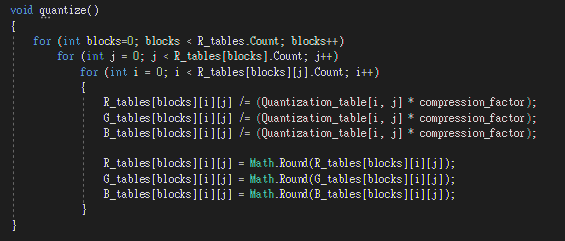 void quantize()
{
for (int blocks=0; blocks < R_tables.Count; blocks++)
for (int j = 0; j < R_tables[blocks].Count; j++)
for (int i = 0; i < R_tables[blocks][j].Count; i++)
{
R_tables[blocks][i][j] /= (Quantization_table[i, j] * compression_factor);
G_tables[blocks][i][j] /= (Quantization_table[i, j] * compression_factor);
B_tables[blocks][i][j] /= (Quantization_table[i, j] * compression_factor);
R_tables[blocks][i][j] = Math.Round(R_tables[blocks][i][j]);
G_tables[blocks][i][j] = Math.Round(G_tables[blocks][i][j]);
B_tables[blocks][i][j] = Math.Round(B_tables[blocks][i][j]);
}
}